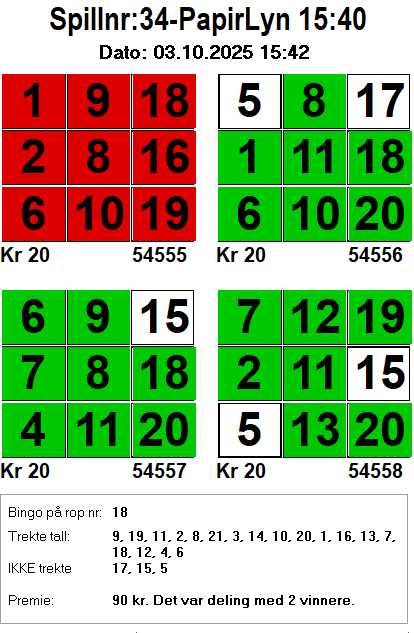 Spillnr:34-PapirLyn 15:40
Dato: 03.10.2025 15:42
1 9 18
2 8 16
6 10 19
Kr 20 54555
5 8 17
1 11 18
6 10 20
Kr 20 54556
6 9 15
7 8 18
4 11 20
Kr 20 54557
7 12 19
2 11 15
5 13 20
Kr 20 54558
Bingo på rop nr: 18
Trekte tall: 9, 19, 11, 2, 8, 21, 3, 14, 10, 20, 1, 16, 13, 7,
18, 12, 4, 6
IKKE trekte 17, 15, 5
Premie: 90 kr. Det var deling med 2 vinnere.